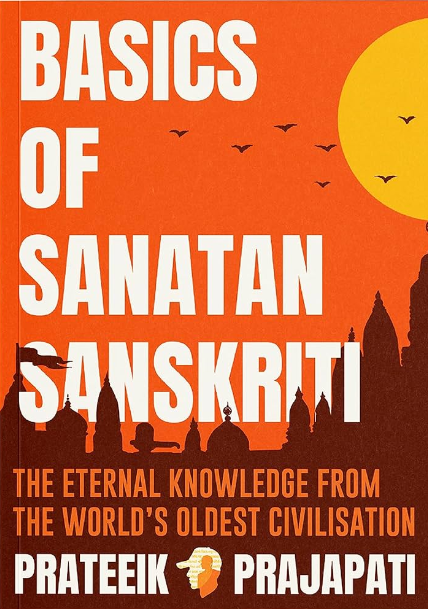 BASICS
OF
SANATAN
SANSKRITI
THE ETERNAL KNOWLEDGE FROM
THE WORLD'S OLDEST CIVILISATION
PRATEEIK PRAJAPATI